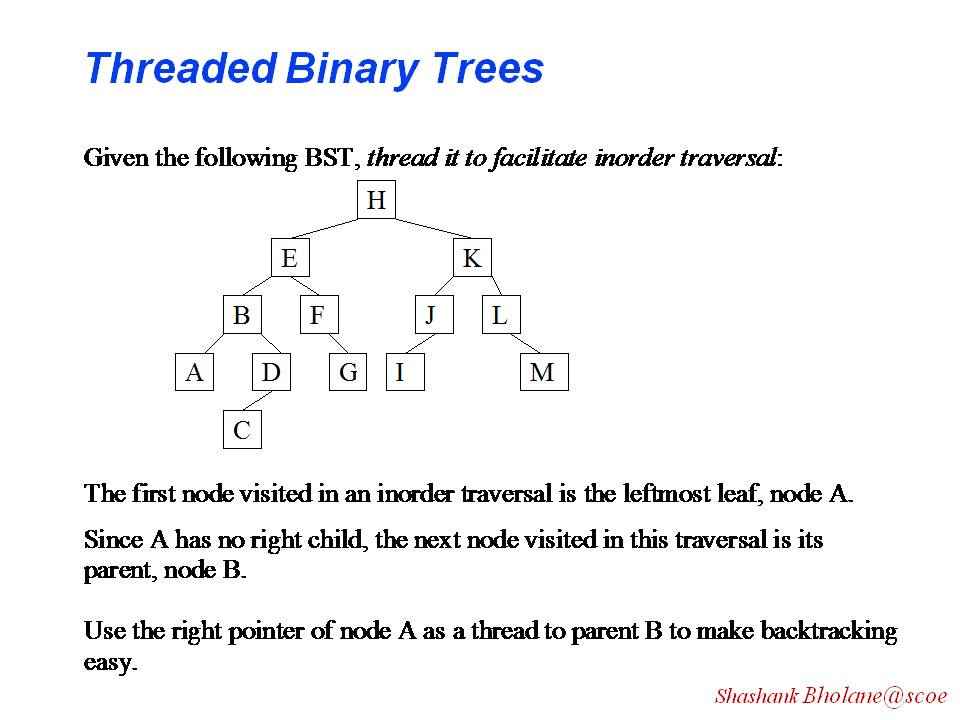 Threaded Binary Trees
Given the following BST, thread it to facilitate inorder traversal:
H
E K
B F J L
A D G I M
C
The first node visited in an inorder traversal is the leftmost leaf, node A.
Since A has no right child, the next node visited in this traversal is its
parent, node B.
Use the right pointer of node A as a thread to parent B to make backtracking
easy.
Shashank Bholane@scoe